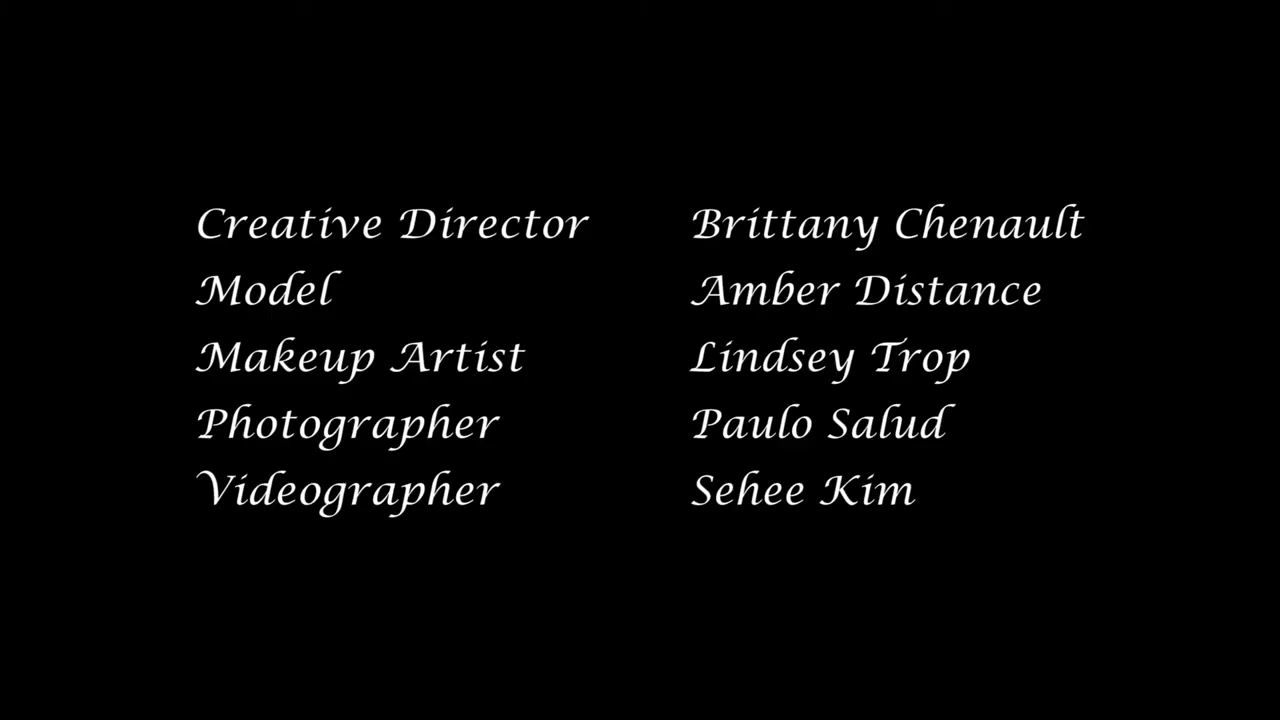 Creative Director Brittany Chenault
Model Amber Distance
Makeup Artist Lindsey Trop
Photographer Paulo Salud
Videographer Sehee Kim